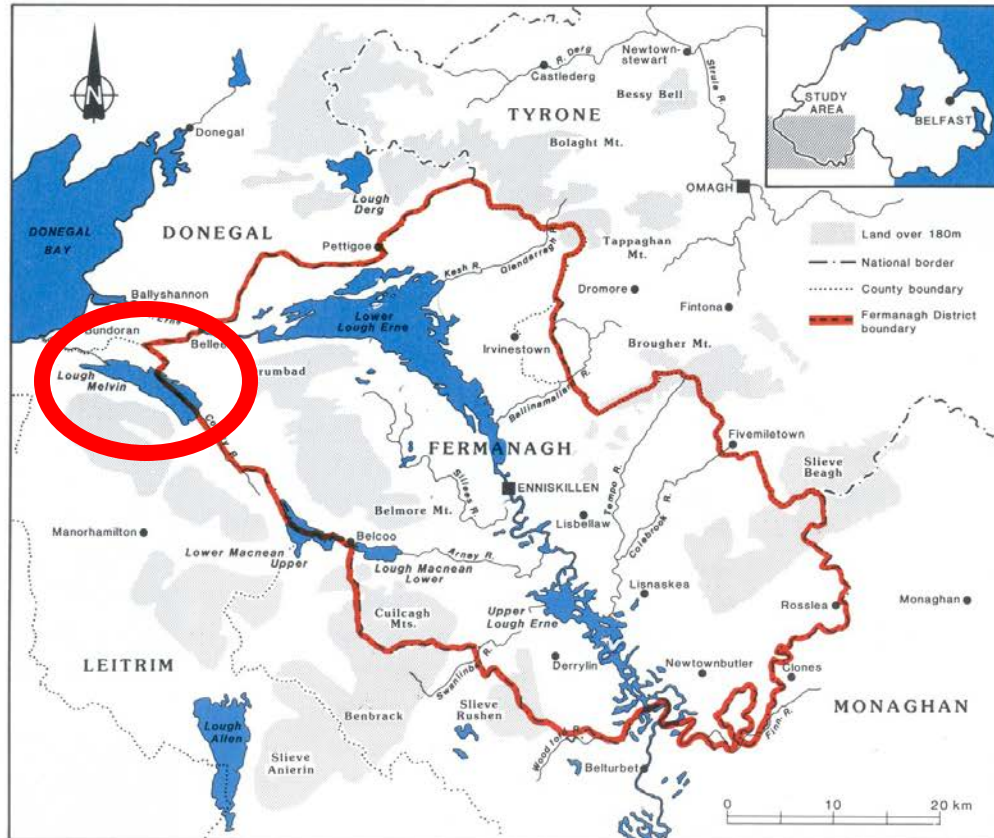 N
Donegal
DONEGAL
BAY
Lough
Derg
DONEGAL
Pettigoe
Ballyshannon
Erne
Bundoran
Bellee
Lough
Melvin
rumbad
R. Derg
Castlederg
Newtown-
stewart
Strule R.
Bessy Bell
TYRONE
Bolaght Mt.
OMAGH
Tappaghan
Mt.
Kesh R.
Glendarragh R.
Lower
Lough Erne
Dromore
Fintona
Irvinestown
Brougher Mt.
Ballinamallard R.
FERMANAGH
Sillees R.
ENNISKILLEN
Belmore Mt.
Lisbellaw
Tempo R.
Colebrook R.
Fivemiletown
Slieve
Beagh
Manorhamilton
Lower Macnean
Upper
Belcoo
Lough Macnean
Lower
Arney R.
Cuilcagh
Mts.
Upper
Lough Erne
Lisnaskea
Rosslea
Monaghan
LEITRIM
Swanlinbar R.
Derrylin
Newtownbutler
Clones
Finn R.
MONAGHAN
Benbrack
Slieve
Rushen
Woodford R.
Belturbet
Lough
Allen
Slieve
Anierin
STUDY
AREA
BELFAST
Land over 180m
National border
County boundary
Fermanagh District
boundary
0 10 20 km